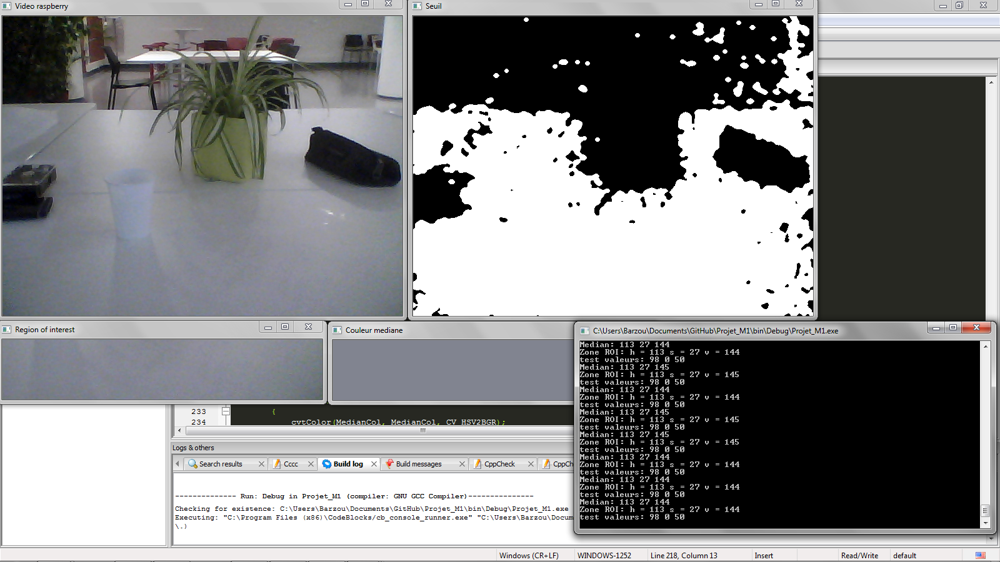 Video raspberry
Seuil
Region of interest
Couleur mediane
C:\Users\Barzou\Documents\GitHub\Projet_M1\bin\Debug\Projet_M1.exe
Median: 113 27 144
Zone ROI: h = 113 s = 27 v = 144
test valeurs: 98 0 50
Median: 113 27 145
Zone ROI: h = 113 s = 27 v = 145
test valeurs: 98 0 50
Median: 113 27 144
Zone ROI: h = 113 s = 27 v = 144
test valeurs: 98 0 50
Median: 113 27 145
Zone ROI: h = 113 s = 27 v = 145
test valeurs: 98 0 50
Median: 113 27 145
Zone ROI: h = 113 s = 27 v = 145
test valeurs: 98 0 50
Median: 113 27 144
Zone ROI: h = 113 s = 27 v = 144
test valeurs: 98 0 50
Median: 113 27 144
Zone ROI: h = 113 s = 27 v = 144
test valeurs: 98 0 50
Median: 113 27 144
Zone ROI: h = 113 s = 27 v = 144
test valeurs: 98 0 50
233 {
234 cvtColor(MedianCol, MedianCol, CV_HSV2BGR);
Logs & others
Search results Cccc Build log Build messages CppCheck CppCh
-------------- Run: Debug in Projet_M1 (compiler: GNU GCC Compiler)---------------
Checking for existence: C:\Users\Barzou\Documents\GitHub\Projet_M1\bin\Debug\Projet_M1.exe
Executing: "C:\Program Files (x86)\CodeBlocks/cb_console_runner.exe" "C:\Users\Barzou\Docum
\.)
Windows (CR+LF) WINDOWS-1252 Line 218, Column 13 Insert Read/Write default